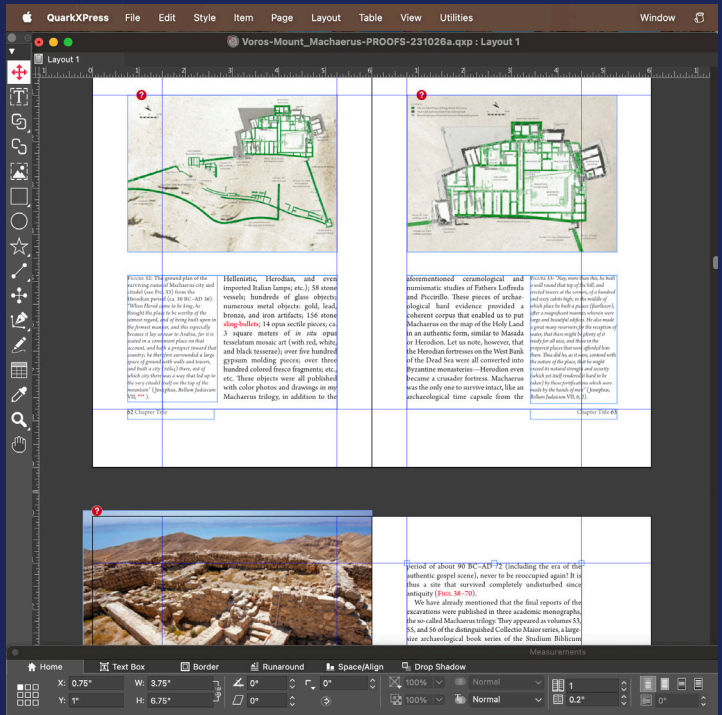 QuarkXPress File Edit Style Item Page Layout Table View Utilities Window
Voros-Mount_Machaerus-PROOFS-231026a.qxp : Layout 1
Layout 1
FIGURE 32: The ground plan of the
surviving ruins of Machaerus city and
citadel (see FIG. 33) from the
Herodian period (ca. 30 BC–AD 36).
"When Herod came to be king, he
thought the place to be worthy of the
utmost regard, and of being built upon in
the firmest manner, and this especially
because it lay so near to Arabia; for it is
seated in a convenient place on that
account, and hath a prospect toward that
country; he therefore surrounded a large
space of ground with walls and towers,
and built a city there, out of
which city there was a way that led up to
the very citadel itself on the top of the
mountain" (Josephus, Bellum Judaicum
VII, *** ).
62 Chapter Title
Hellenistic, Herodian, and even
imported Italian lamps; etc.); 58 stone
vessels; hundreds of glass objects;
numerous metal objects: gold, lead,
bronze, and iron artifacts; 156 stone
sling-bullets; 14 opus sectile pieces; ca.
3 square meters of in situ opus
tesselatum mosaic art (with red, white,
and black tesserae); over five hundred
gypsum molding pieces; over three
hundred colored fresco fragments; etc.,
etc. These objects were all published
with color photos and drawings in my
Machaerus trilogy, in addition to the
aforementioned ceramological and
numismatic studies of Fathers Loffreda
and Piccirillo. These pieces of archae-
ological hard evidence provided a
coherent corpus that enabled us to put
Machaerus on the map of the Holy Land
in an authentic form, similar to Masada
or Herodion. Let us note, however, that
the Herodian fortresses on the West Bank
of the Dead Sea were all converted into
Byzantine monasteries—Herodion even
became a crusader fortress. Machaerus
was the only one to survive intact, like an
archaeological time capsule from the
FIGURE 33: "Nay, more than this, he built
a wall round that top of the hill, and
erected towers at the corners, of a hundred
and sixty cubits high; in the middle of
which place he built a palace (βασίλειον),
after a magnificent manner, wherein were
large and beautiful edifices. He also made
a great many reservoirs for the reception of
water, that there might be plenty of it
ready for all uses, and those in the
properest places that were afforded him
there. Thus did he, as it were, contend with
the nature of the place, that he might
exceed its natural strength and security
(which yet itself rendered it hard to be
taken) by those fortifications which were
made by the hands of men" (Josephus,
Bellum Judaicum VII, 6, 2).
Chapter Title 63
period of about 90 BC–AD 72 (including the era of the
authentic gospel scene), never to be reoccupied again! It is
thus a site that survived completely undisturbed since
antiquity (FIGS. 38–70).
We have already mentioned that the final reports of the
excavations were published in three academic monographs,
the so-called Machaerus trilogy. They appeared as volumes 53,
55, and 56 of the distinguished Collectio Maior series, a large-
size archaeological book series of the Studium Biblicum
Measurements
Home Text Box Border Runaround Space/Align Drop Shadow
X: 0.75" W: 3.75" 0° 0° 100% Normal 1
Y: 1" H: 6.75" 0° 100% Normal 0.2" 0°